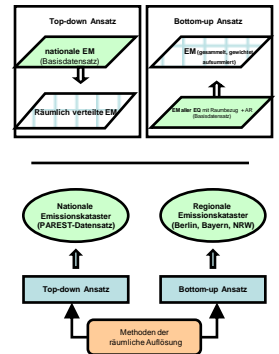 Top-down Ansatz
nationale EM
(Basisdatensatz)
Räumlich verteilte EM
Bottom-up Ansatz
EM (gesammelt, gewichtet,
aufsummiert)
EM aller EQ mit Raumbezug + AR
(Basisdatensatz)
Nationale
Emissionskataster
(PAREST-Datensatz)
Regionale
Emissionskataster
(Berlin, Bayern, NRW)
Top-down Ansatz
Bottom-up Ansatz
Methoden der
räumliche Auflösung